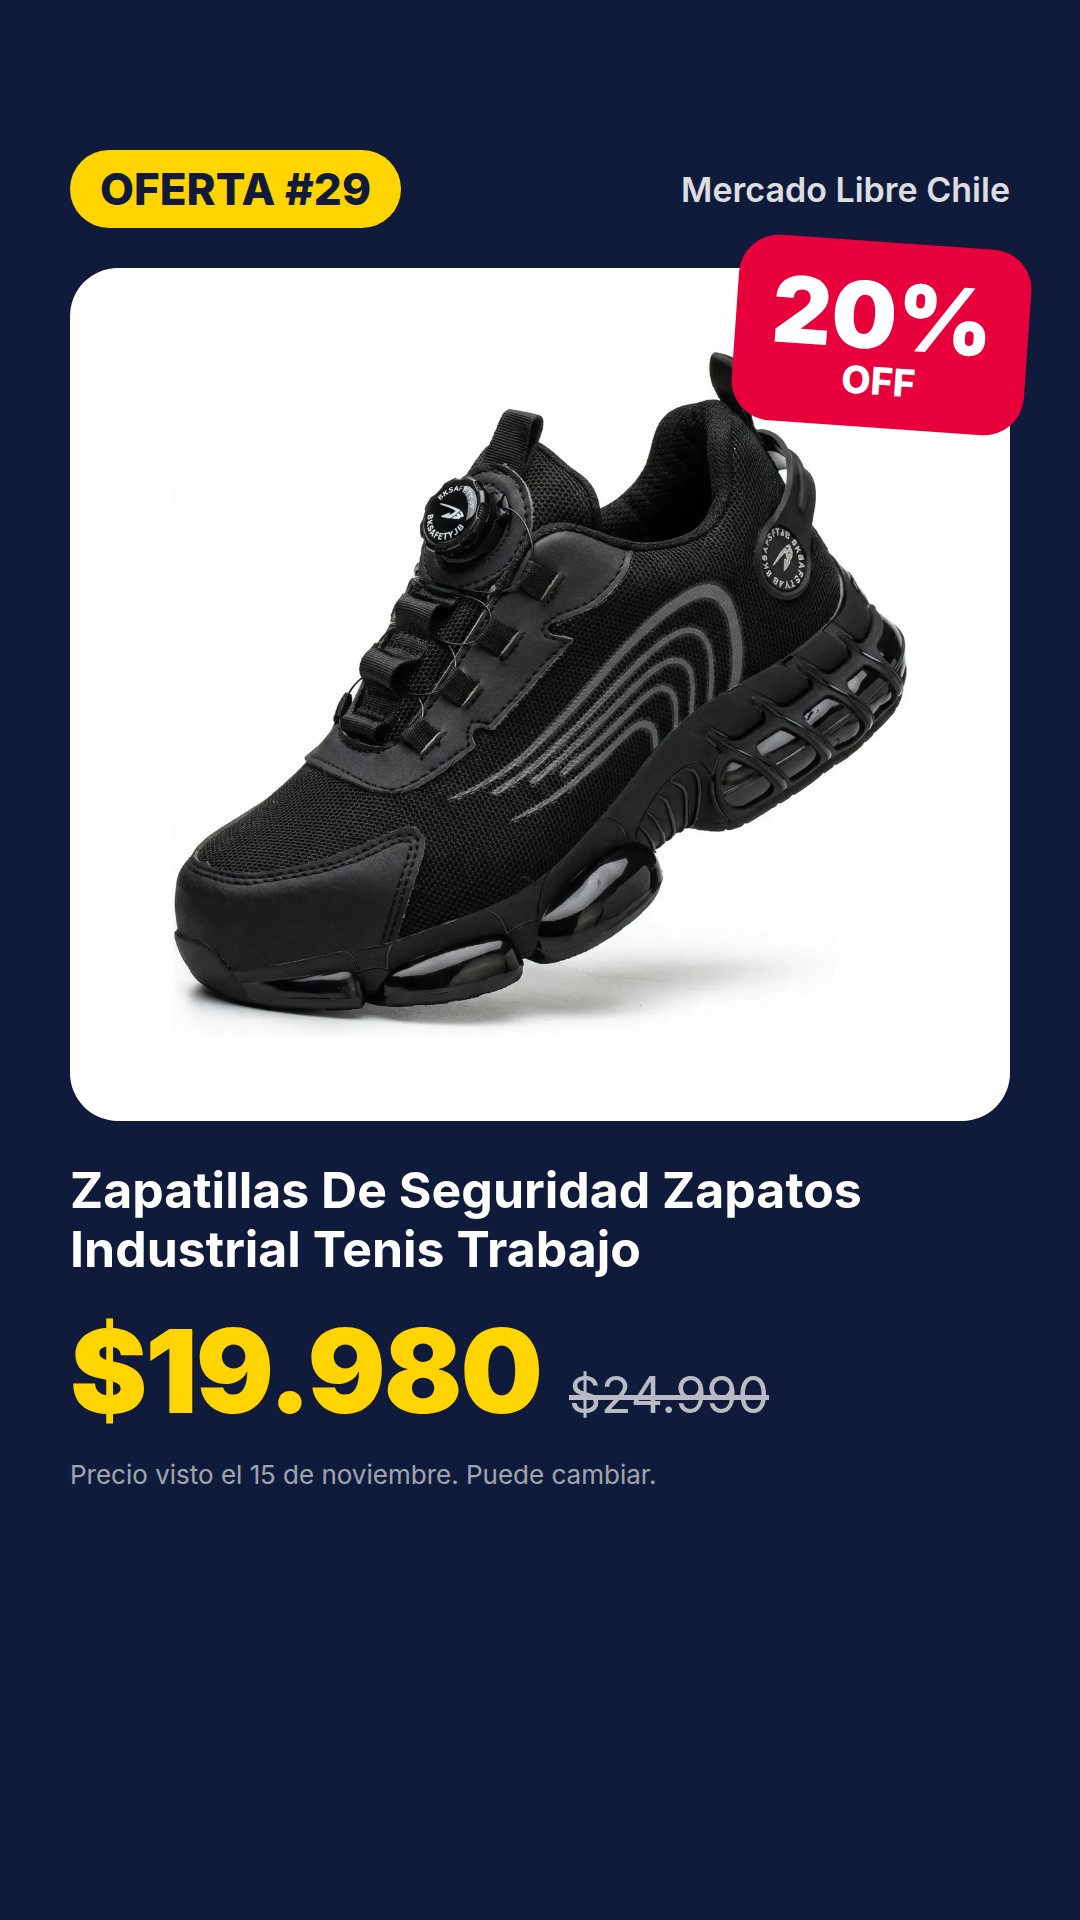 OFERTA #29
Mercado Libre Chile
20%
OFF
BKSAFETYJB
Zapatillas De Seguridad Zapatos
Industrial Tenis Trabajo
$19.980 $24.990
Precio visto el 15 de noviembre. Puede cambiar.